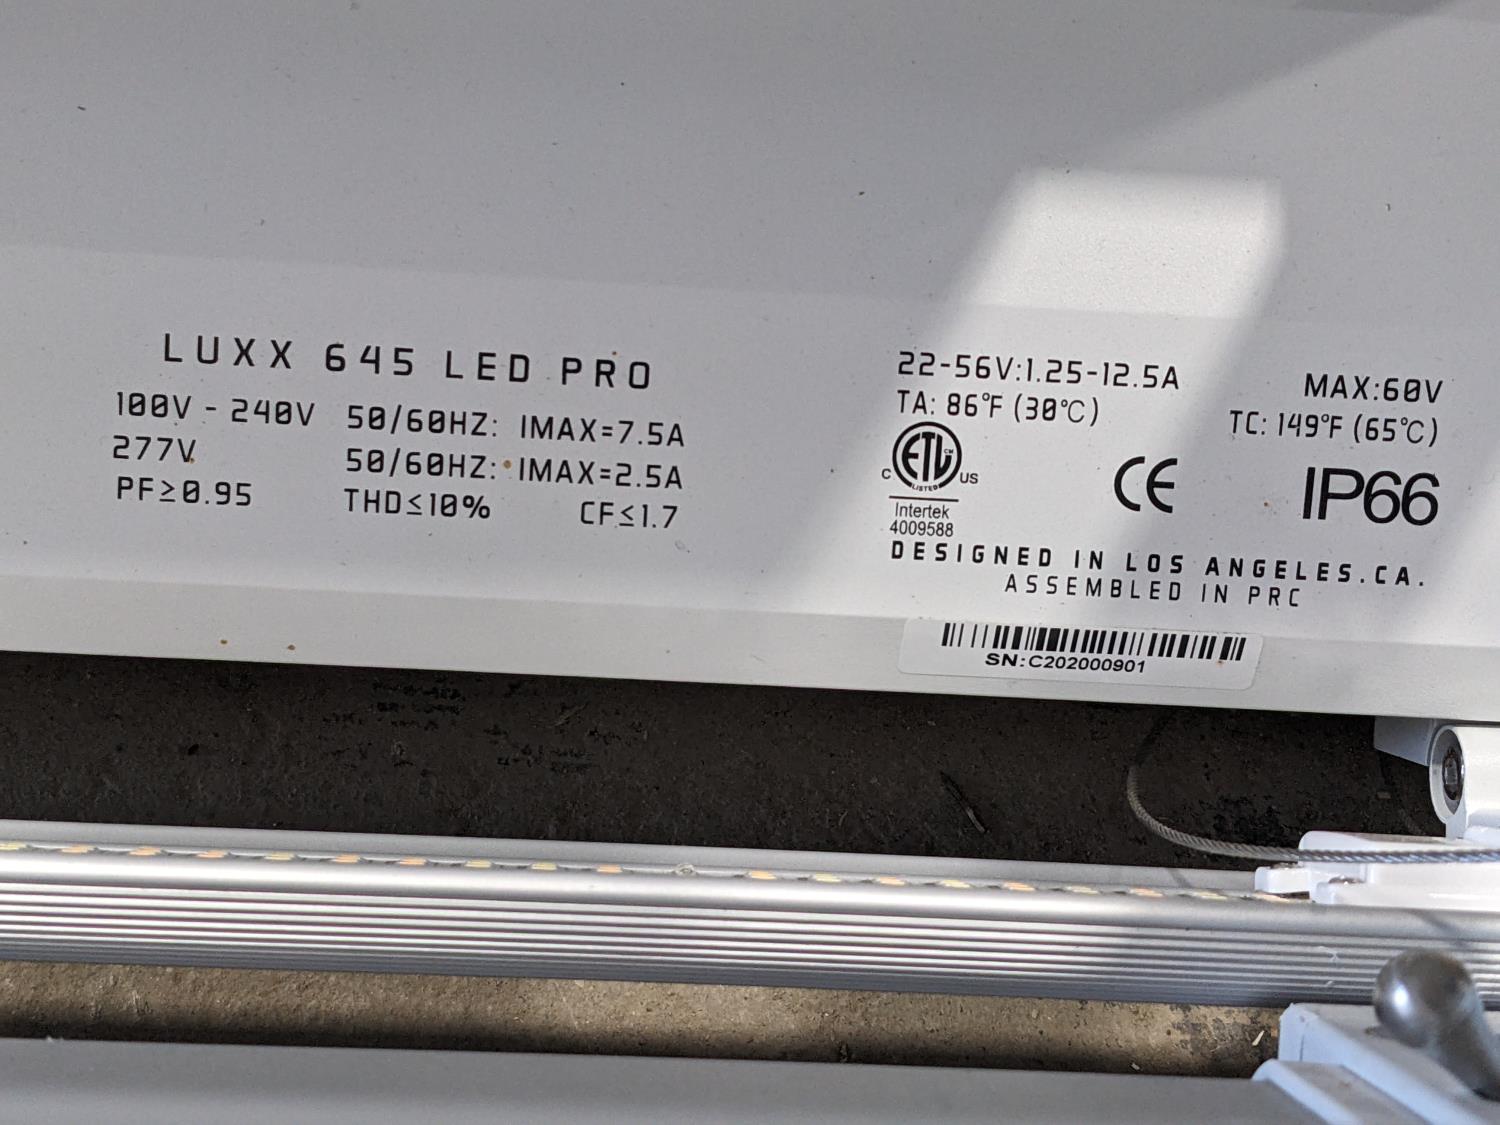 LUXX 645 LED PRO
100V - 240V 50/60HZ: IMAX=7.5A
277V 50/60HZ: IMAX=2.5A
PF≥0.95 THD≤10% CF≤1.7
22-56V:1.25-12.5A MAX:60V
TA: 86°F (30℃) TC: 149°F (65℃)
ETL CM
C LISTED US
CE IP66
Intertek
4009588
DESIGNED IN LOS ANGELES.CA.
ASSEMBLED IN PRC
SN:C202000901